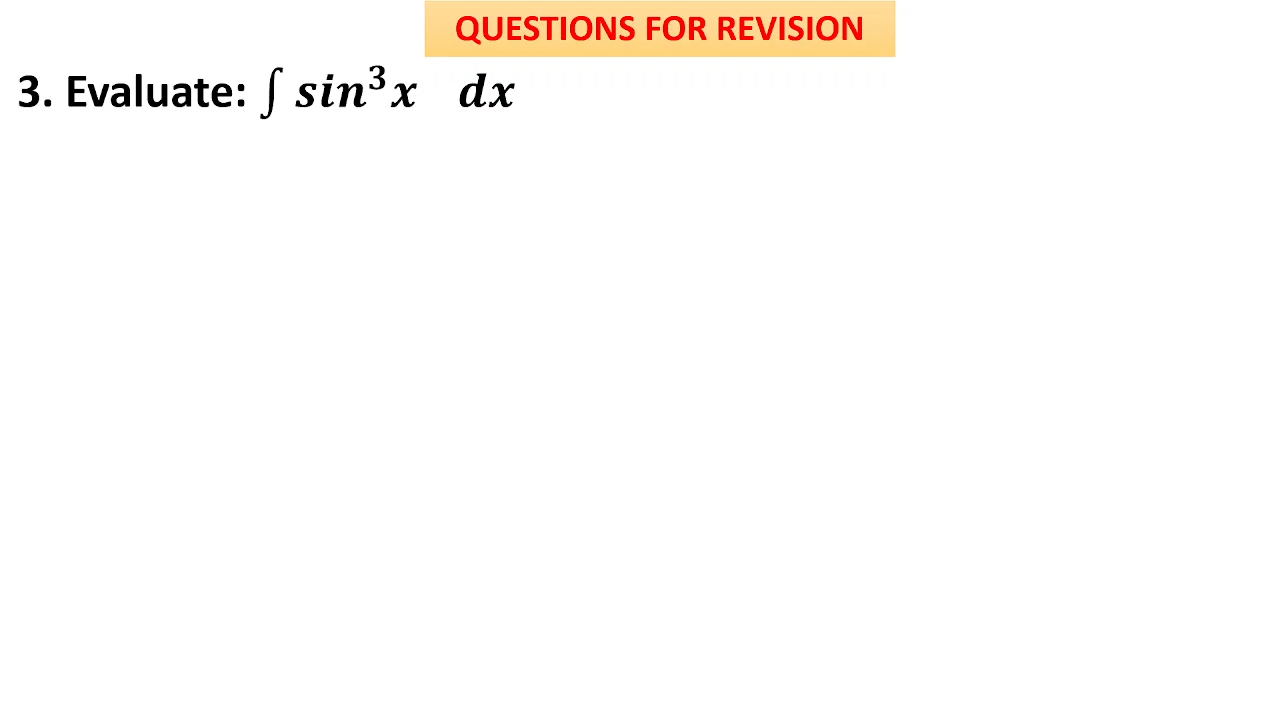 QUESTIONS FOR REVISION
3. Evaluate: ∫ sin³x dx